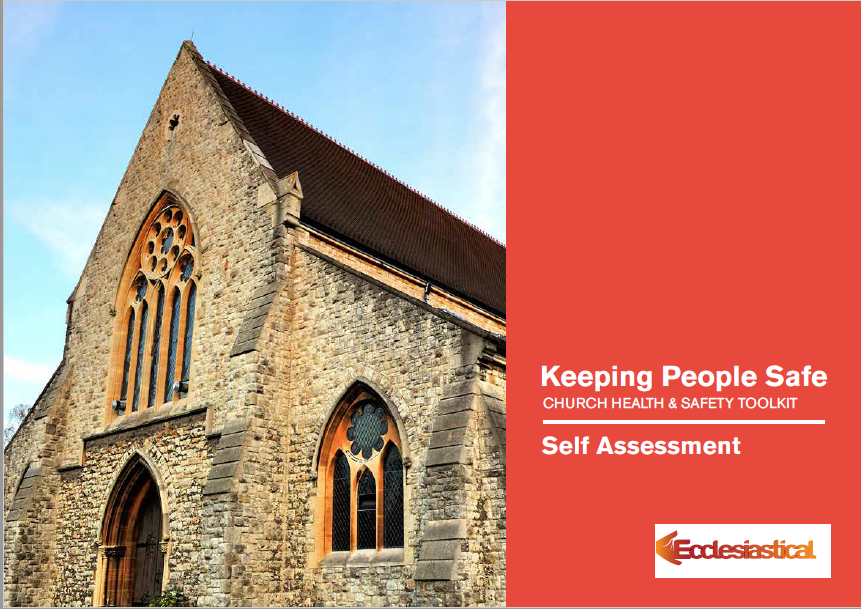 Keeping People Safe
CHURCH HEALTH & SAFETY TOOLKIT
Self Assessment
Ecclesiastical